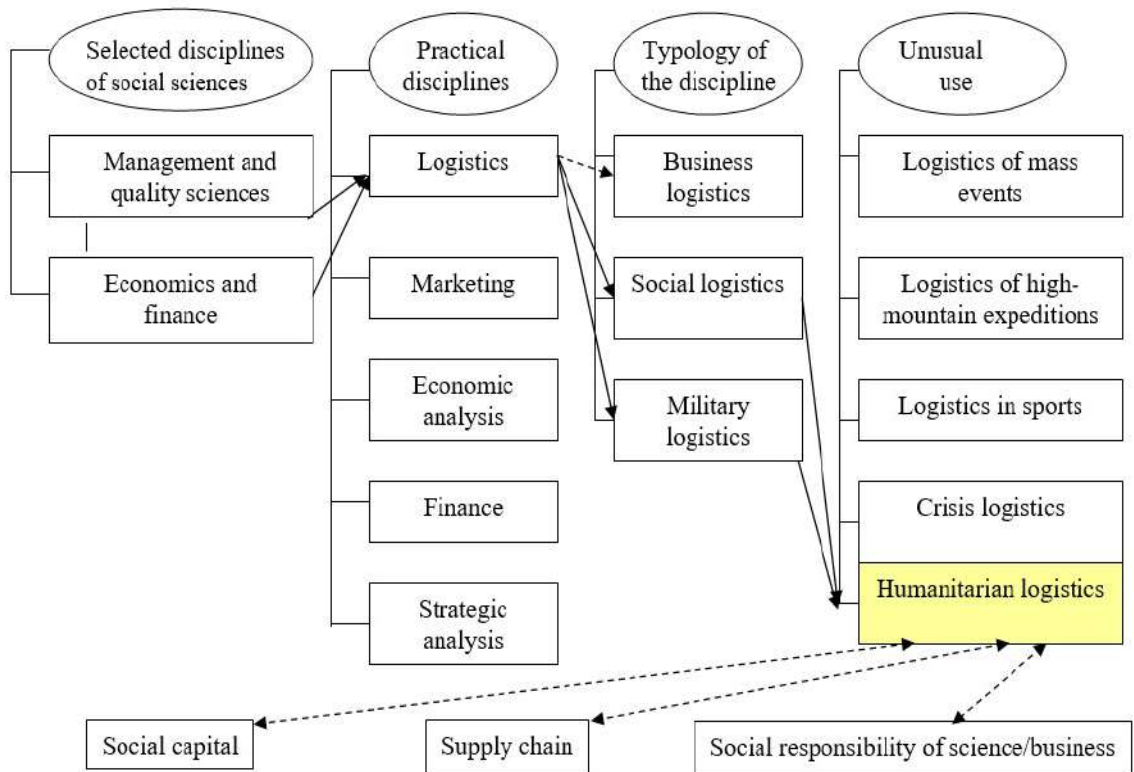 Selected disciplines
of social sciences
Management and
quality sciences
Economics and
finance
Practical
disciplines
Logistics
Marketing
Economic
analysis
Finance
Strategic
analysis
Typology of
the discipline
Business
logistics
Social logistics
Military
logistics
Unusual
use
Logistics of mass
events
Logistics of high-
mountain expeditions
Logistics in sports
Crisis logistics
Humanitarian logistics
Social capital
Supply chain
Social responsibility of science/business